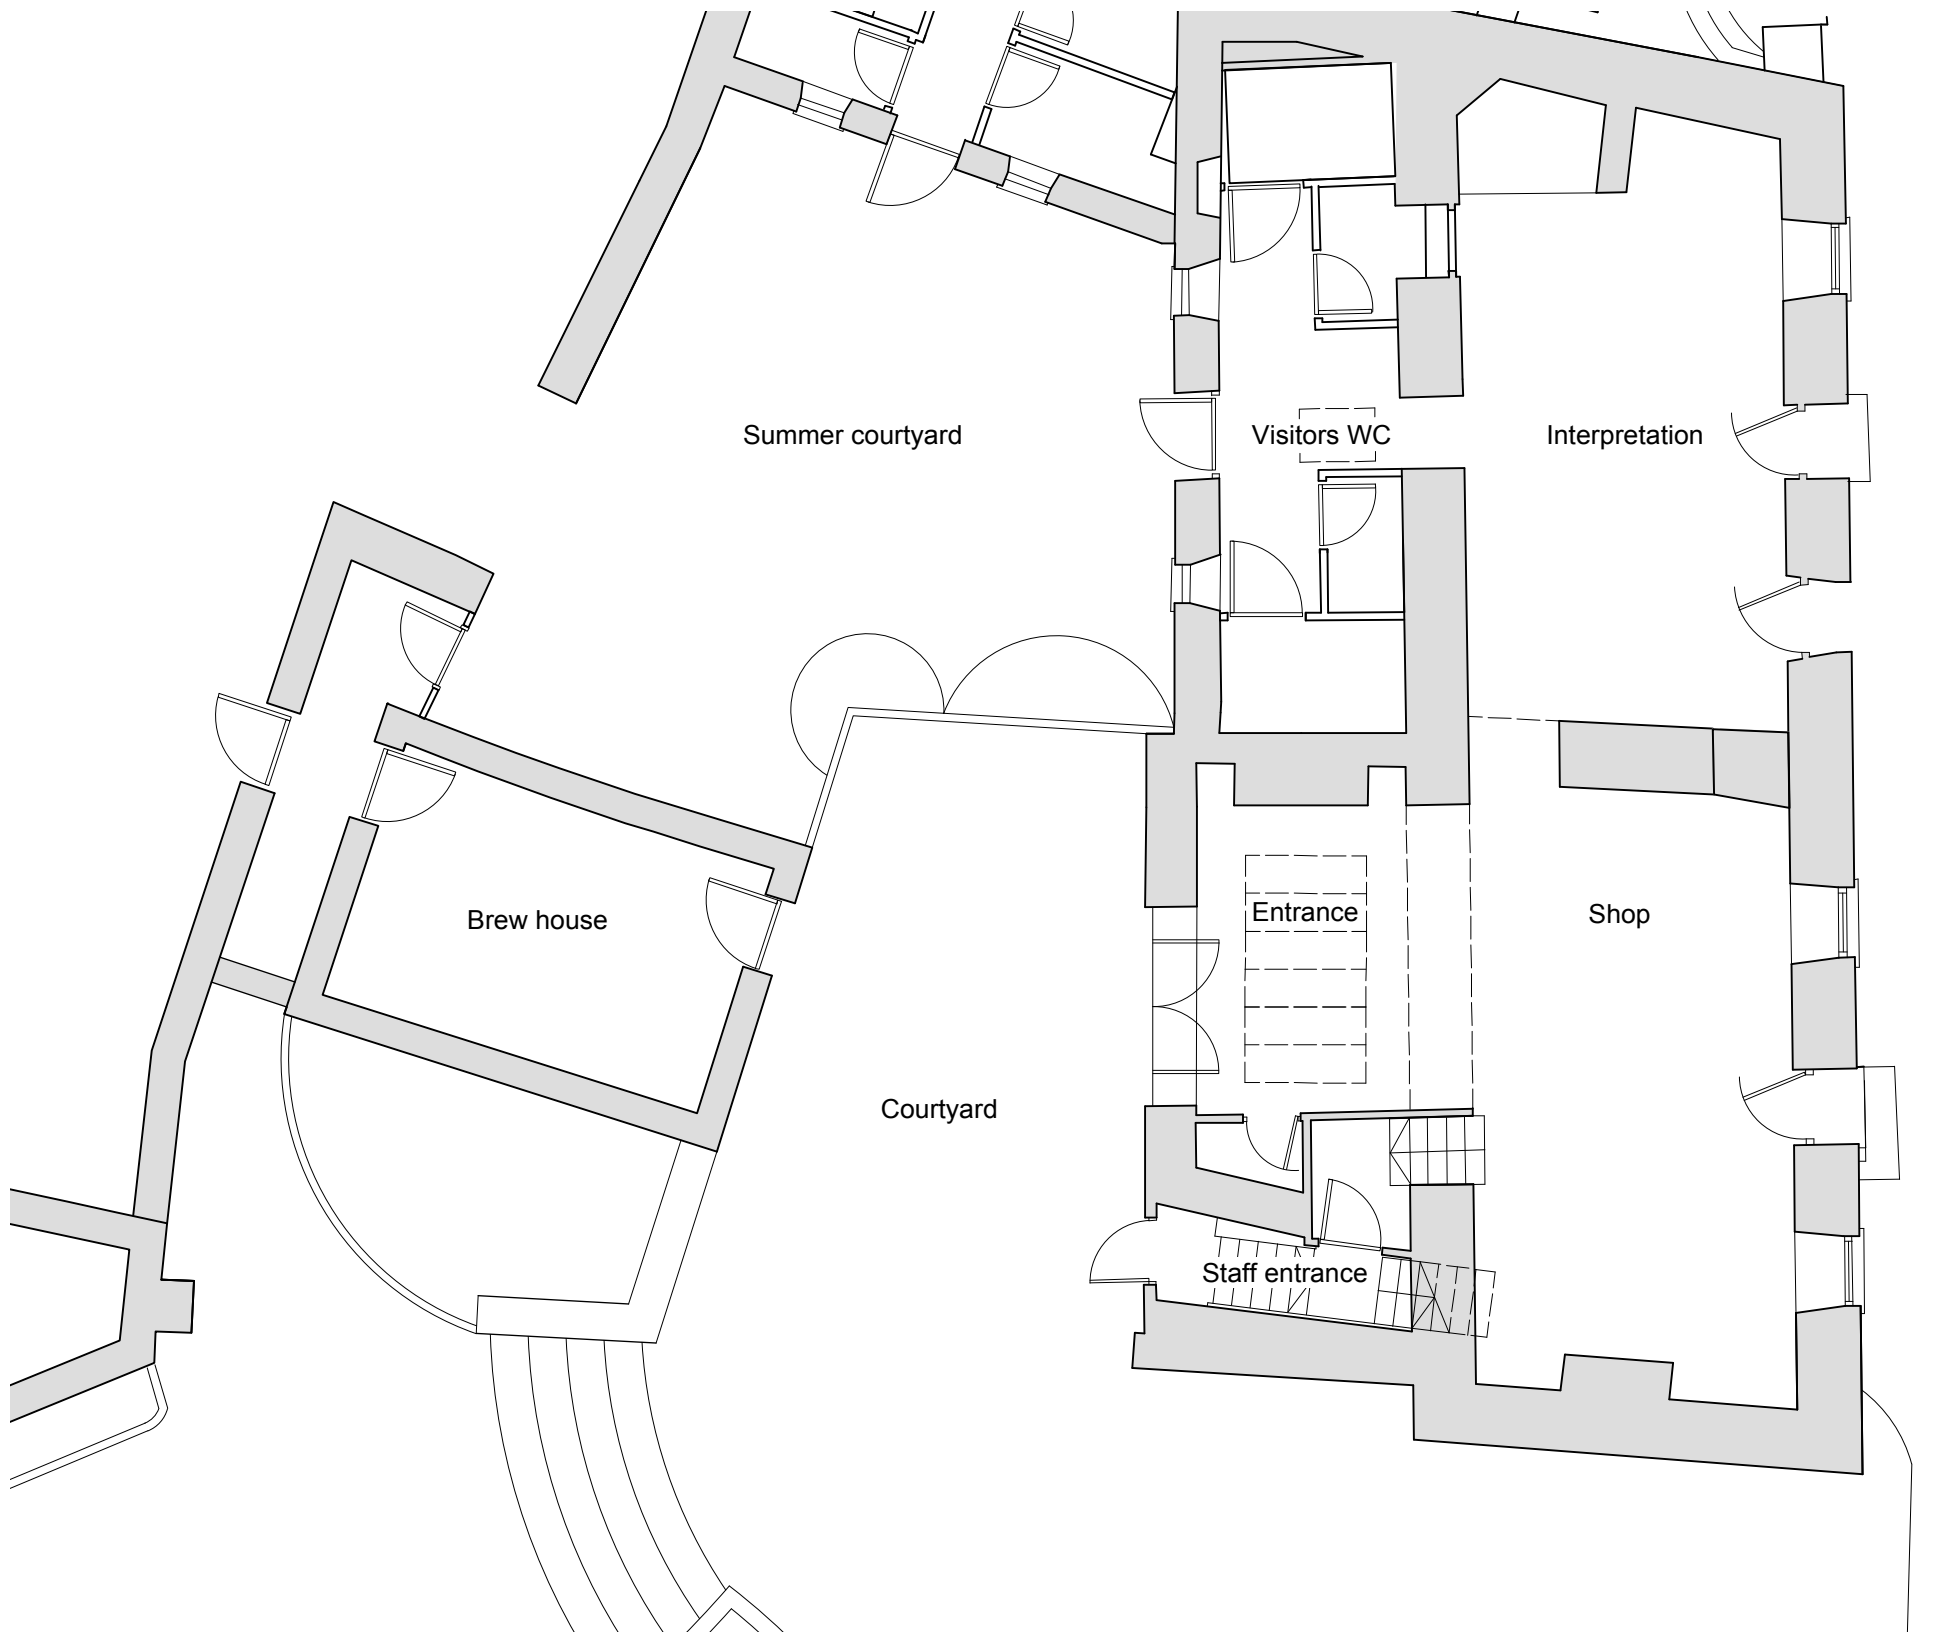 Summer courtyard
Visitors WC
Interpretation
Brew house
Entrance
Shop
Courtyard
Staff entrance